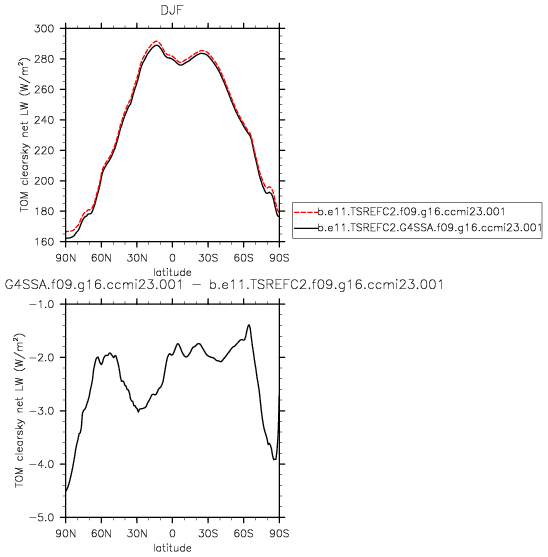 DJF
TOM clearsky net LW (W/m²)
300
280
260
240
220
200
180
160
90N 60N 30N 0 30S 60S 90S
latitude
b.e11.TSREFC2.f09.g16.ccmi23.001
b.e11.TSREFC2.G4SSA.f09.g16.ccmi23.001
G4SSA.f09.g16.ccmi23.001 − b.e11.TSREFC2.f09.g16.ccmi23.001
TOM clearsky net LW (W/m²)
−1.0
−2.0
−3.0
−4.0
−5.0
90N 60N 30N 0 30S 60S 90S
latitude